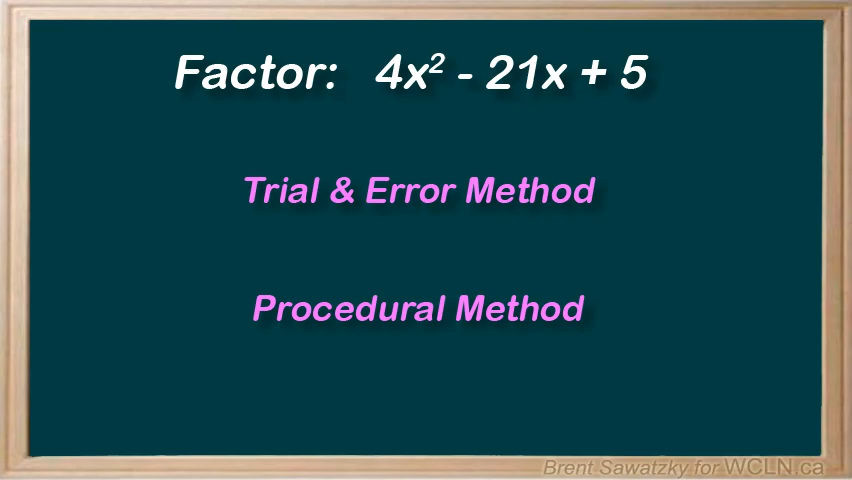 Factor: 4x² - 21x + 5
Trial & Error Method
Procedural Method
Brent Sawatzky for WCLN.ca